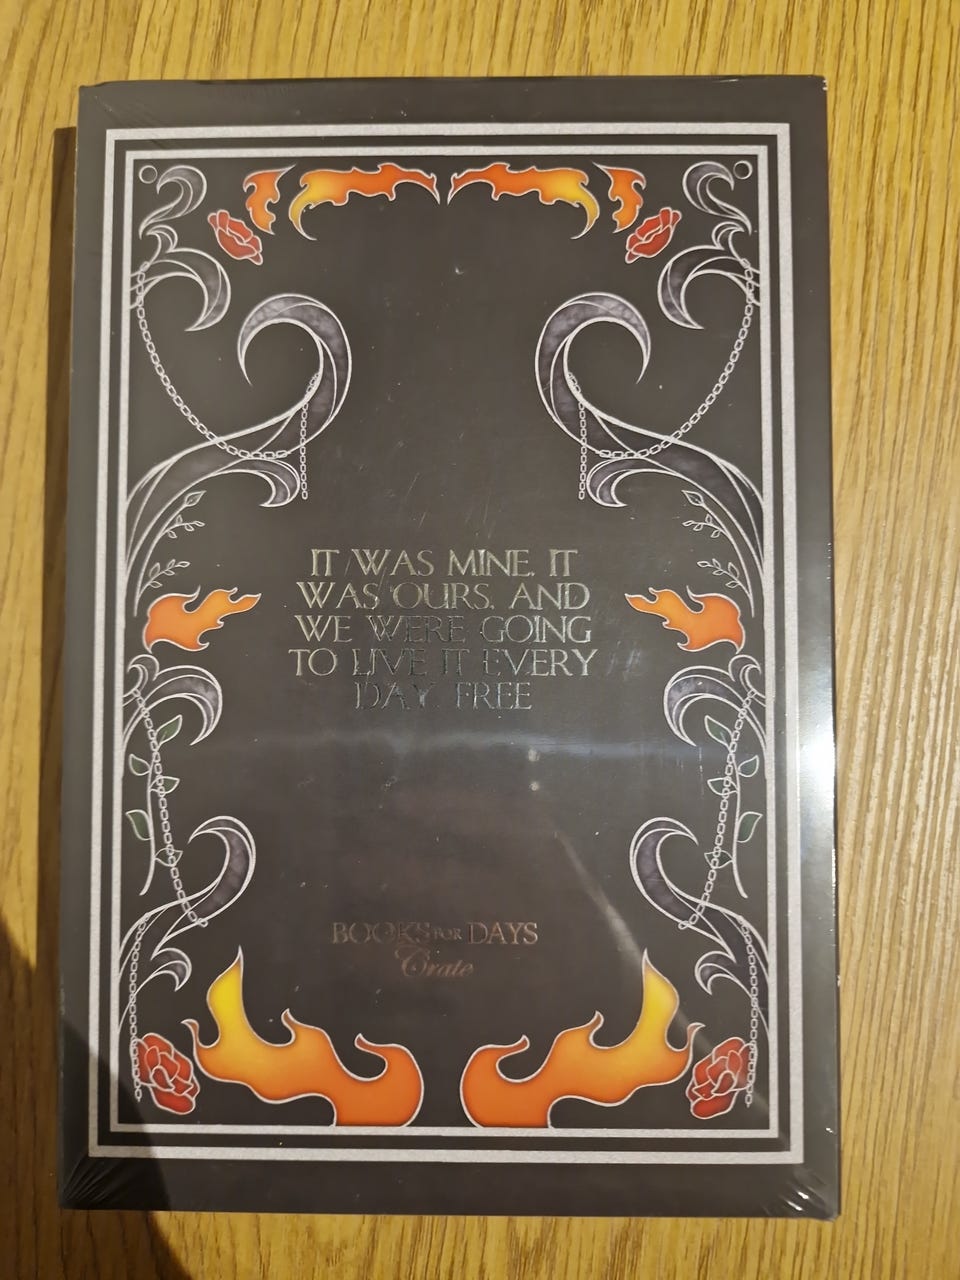 IT WAS MINE. IT
WAS OURS. AND
WE WERE GOING
TO LIVE IT EVERY
DAY. FREE
BOOKS FOR DAYS
Crate